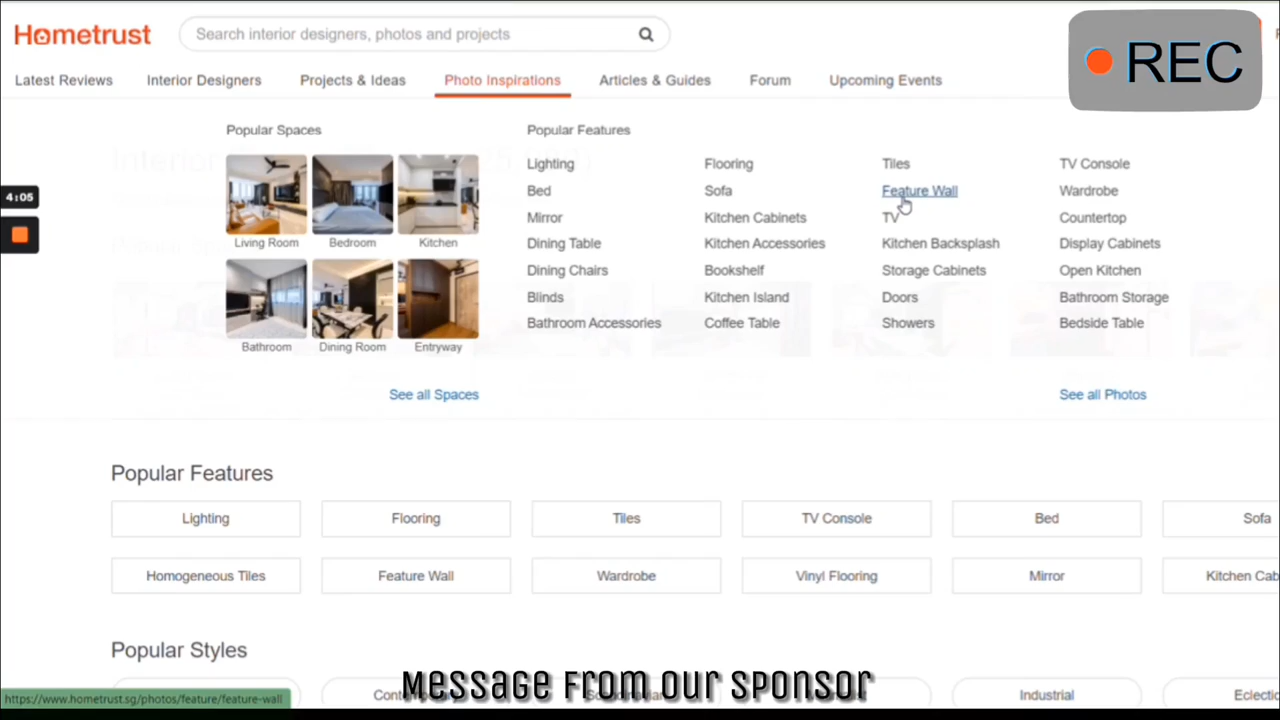 Hometrust
Search interior designers, photos and projects
REC
Latest Reviews Interior Designers Projects & Ideas Photo Inspirations Articles & Guides Forum Upcoming Events
Popular Spaces
Popular Features
Living Room Bedroom Kitchen
Bathroom Dining Room Entryway
See all Spaces
Lighting Flooring Tiles TV Console
Bed Sofa Feature Wall Wardrobe
Mirror Kitchen Cabinets TV Countertop
Dining Table Kitchen Accessories Kitchen Backsplash Display Cabinets
Dining Chairs Bookshelf Storage Cabinets Open Kitchen
Blinds Kitchen Island Doors Bathroom Storage
Bathroom Accessories Coffee Table Showers Bedside Table
See all Photos
4:05
Popular Features
Lighting Flooring Tiles TV Console Bed Sofa
Homogeneous Tiles Feature Wall Wardrobe Vinyl Flooring Mirror Kitchen Cab
Popular Styles
Industrial Eclecti
Message from our sponsor
https://www.hometrust.sg/photos/feature/feature-wall